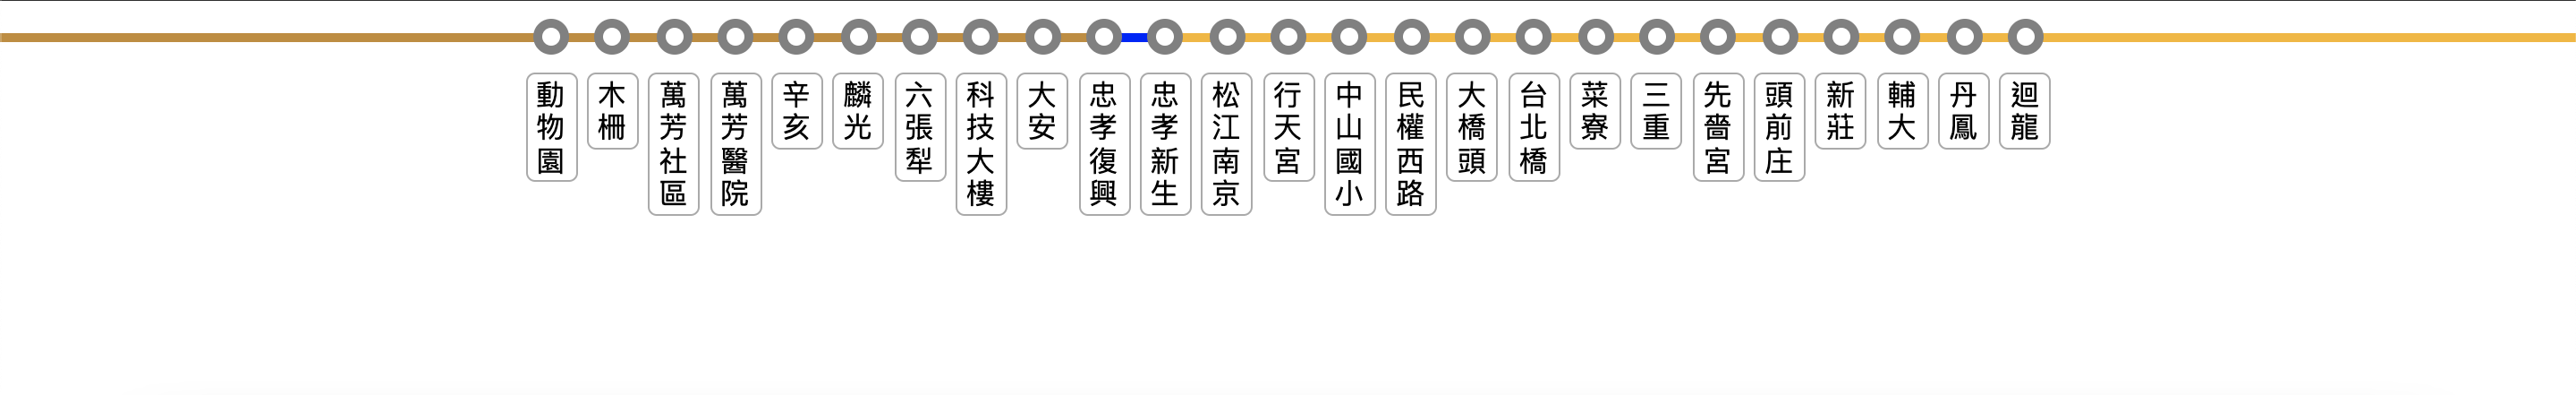 動物園
木柵
萬芳社區
萬芳醫院
辛亥
麟光
六張犁
科技大樓
大安
忠孝復興
忠孝新生
松江南京
行天宮
中山國小
民權西路
大橋頭
台北橋
菜寮
三重
先嗇宮
頭前庄
新莊
輔大
丹鳳
迴龍